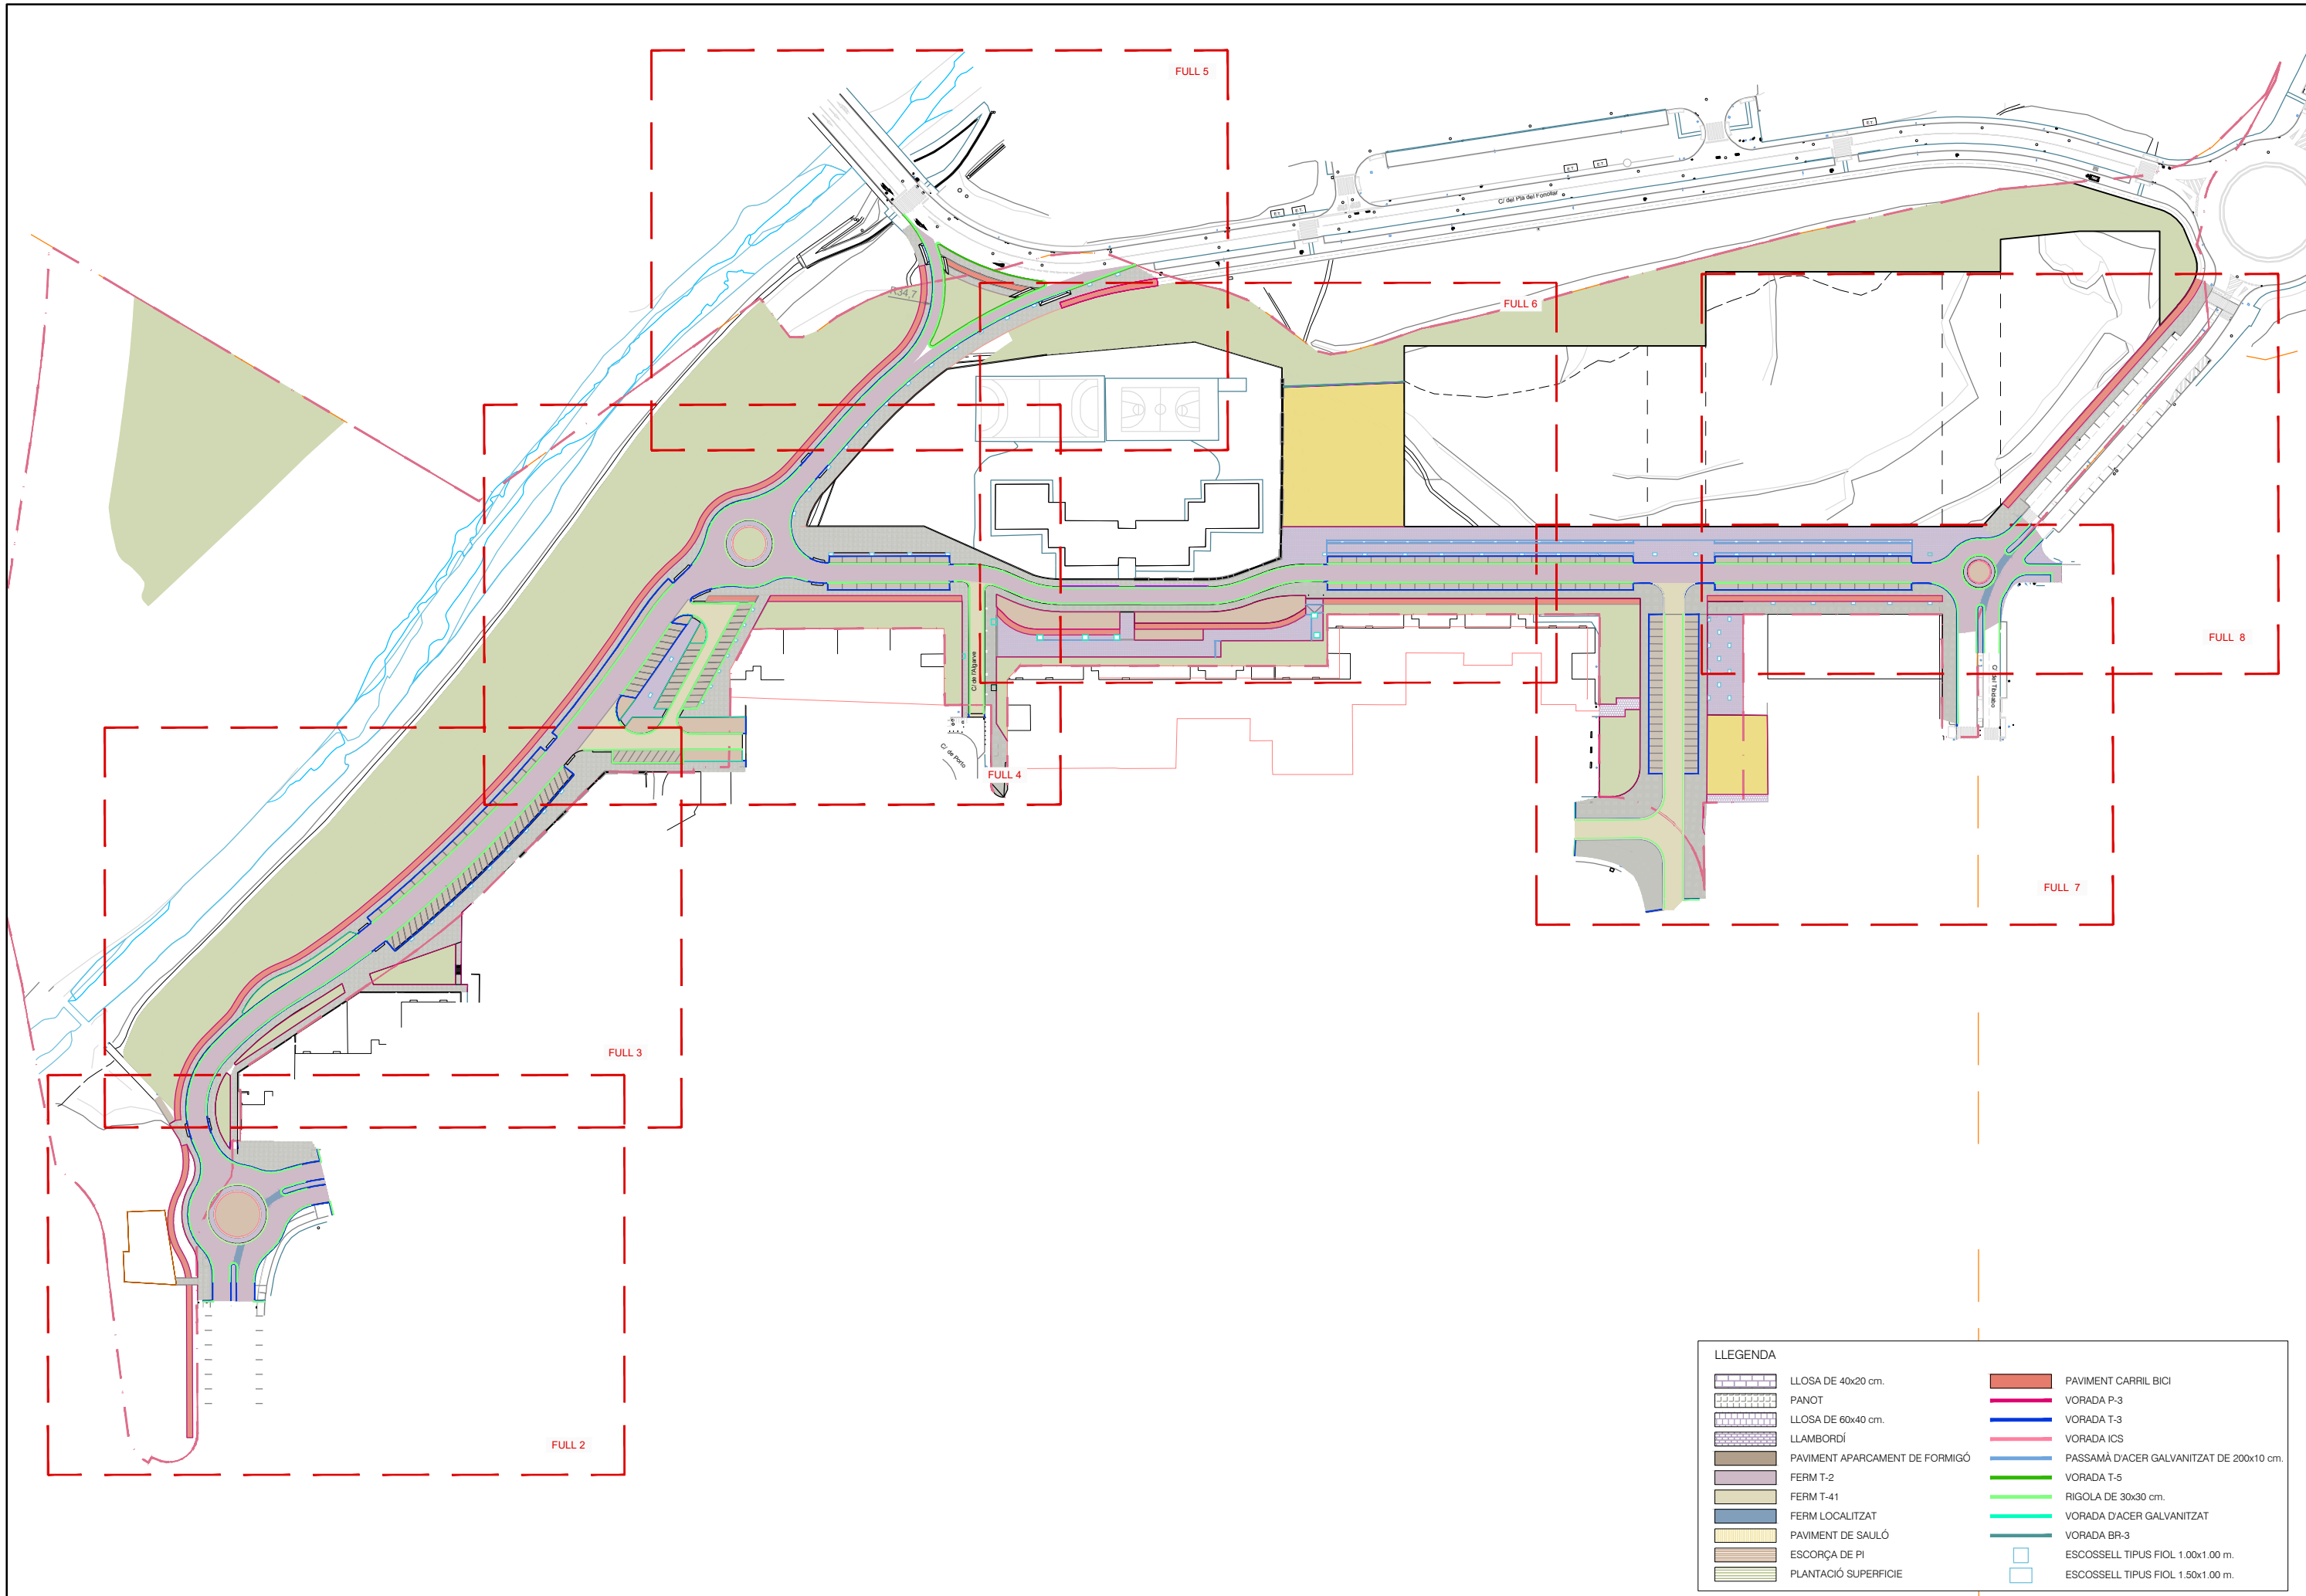 FULL 5
E.T.
C/ del Pla del Fonollar
E.T.
E.T.
E.T.
E.T.
R34,7
FULL 6
FULL 8
C/ de l'Algarve
C/ de Porto
FULL 4
FULL 7
FULL 3
FULL 2
LLEGENDA
LLOSA DE 40x20 cm.
PANOT
LLOSA DE 60x40 cm.
LLAMBORDÍ
PAVIMENT APARCAMENT DE FORMIGÓ
FERM T-2
FERM T-41
FERM LOCALITZAT
PAVIMENT DE SAULÓ
ESCORÇA DE PI
PLANTACIÓ SUPERFICIE
PAVIMENT CARRIL BICI
VORADA P-3
VORADA T-3
VORADA ICS
PASSAMÀ D'ACER GALVANITZAT DE 200x10 cm.
VORADA T-5
RIGOLA DE 30x30 cm.
VORADA D'ACER GALVANITZAT
VORADA BR-3
ESCOSSELL TIPUS FIOL 1.00x1.00 m.
ESCOSSELL TIPUS FIOL 1.50x1.00 m.